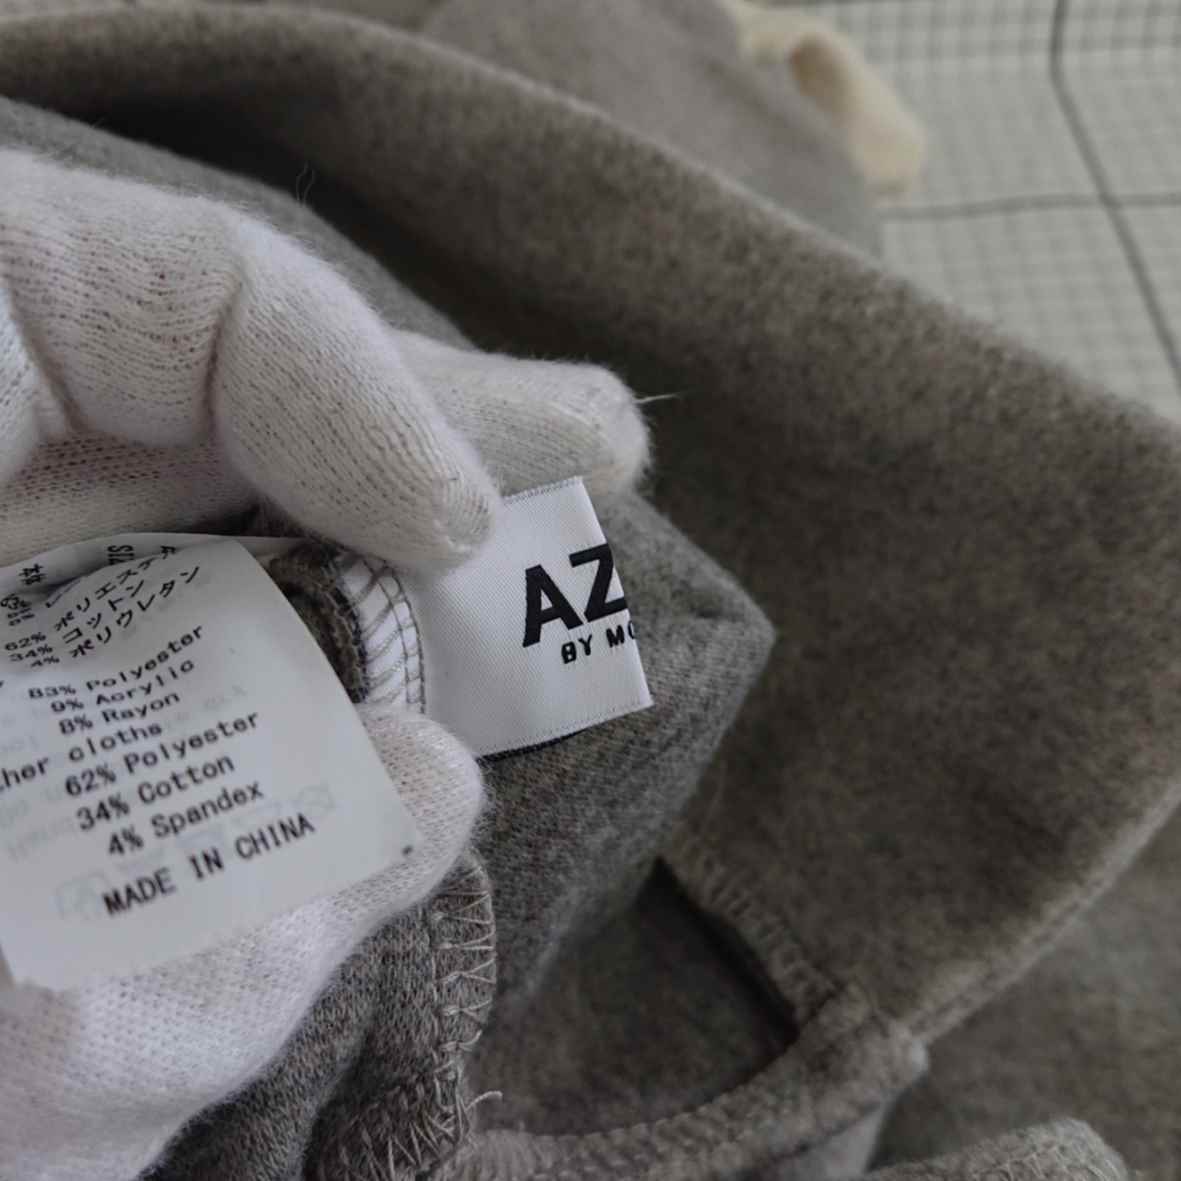 62% ポリエステル
34% コットン
4% ポリウレタン
83% Polyester
9% Acrylic
8% Rayon
her cloths
62% Polyester
34% Cotton
4% Spandex
MADE IN CHINA
AZ
BY MO